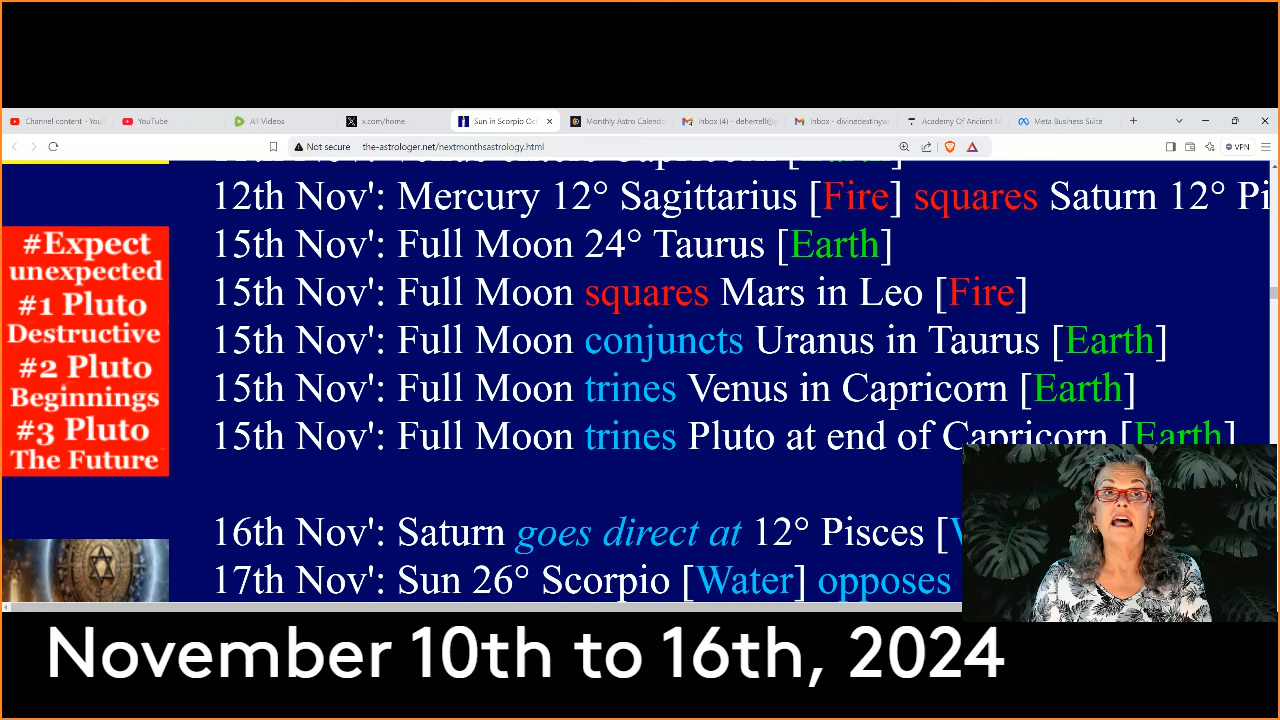 Channel content - YouT
YouTube
All Videos
x.com/home
Sun in Scorpio Oct
Monthly Astro Calenda
Inbox (4) - deherrell@g
Inbox - divinedestinyw
Academy Of Ancient M
Meta Business Suite
Not secure the-astrologer.net/nextmonthsastrology.html
VPN
12th Nov': Mercury 12° Sagittarius [Fire] squares Saturn 12° Pi
15th Nov': Full Moon 24° Taurus [Earth]
15th Nov': Full Moon squares Mars in Leo [Fire]
15th Nov': Full Moon conjuncts Uranus in Taurus [Earth]
15th Nov': Full Moon trines Venus in Capricorn [Earth]
15th Nov': Full Moon trines Pluto at end of Capricorn [Earth]
16th Nov': Saturn goes direct at 12° Pisces [
17th Nov': Sun 26° Scorpio [Water] opposes
#Expect
unexpected
#1 Pluto
Destructive
#2 Pluto
Beginnings
#3 Pluto
The Future
November 10th to 16th, 2024